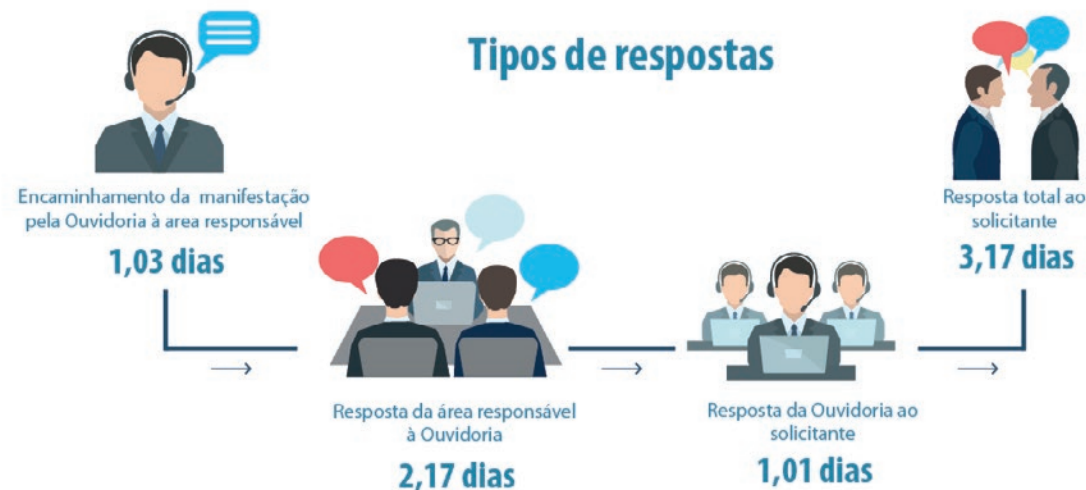 Tipos de respostas
Encaminhamento da manifestação
pela Ouvidoria à area responsável
1,03 dias
Resposta da área responsável
à Ouvidoria
2,17 dias
Resposta da Ouvidoria ao
solicitante
1,01 dias
Resposta total ao
solicitante
3,17 dias